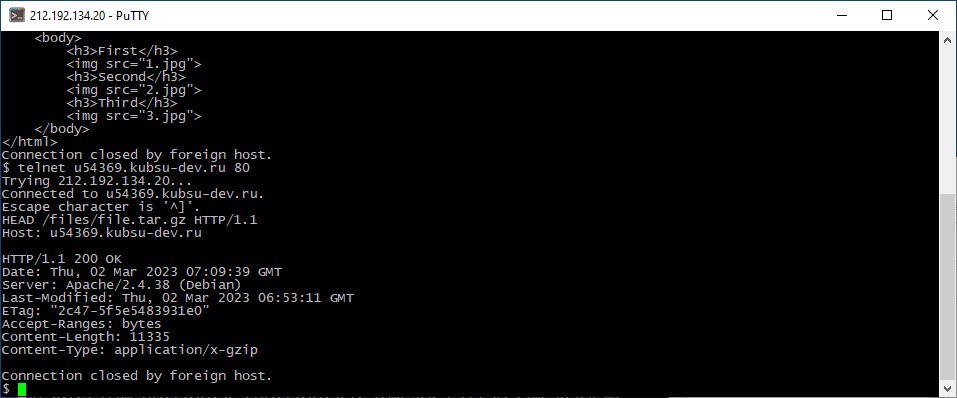 212.192.134.20 - PuTTY
<body>
<h3>First</h3>
<img src="1.jpg">
<h3>Second</h3>
<img src="2.jpg">
<h3>Third</h3>
<img src="3.jpg">
</body>
</html>
Connection closed by foreign host.
$ telnet u54369.kubsu-dev.ru 80
Trying 212.192.134.20...
Connected to u54369.kubsu-dev.ru.
Escape character is '^]'.
HEAD /files/file.tar.gz HTTP/1.1
Host: u54369.kubsu-dev.ru

HTTP/1.1 200 OK
Date: Thu, 02 Mar 2023 07:09:39 GMT
Server: Apache/2.4.38 (Debian)
Last-Modified: Thu, 02 Mar 2023 06:53:11 GMT
ETag: "2c47-5f5e5483931e0"
Accept-Ranges: bytes
Content-Length: 11335
Content-Type: application/x-gzip

Connection closed by foreign host.
$